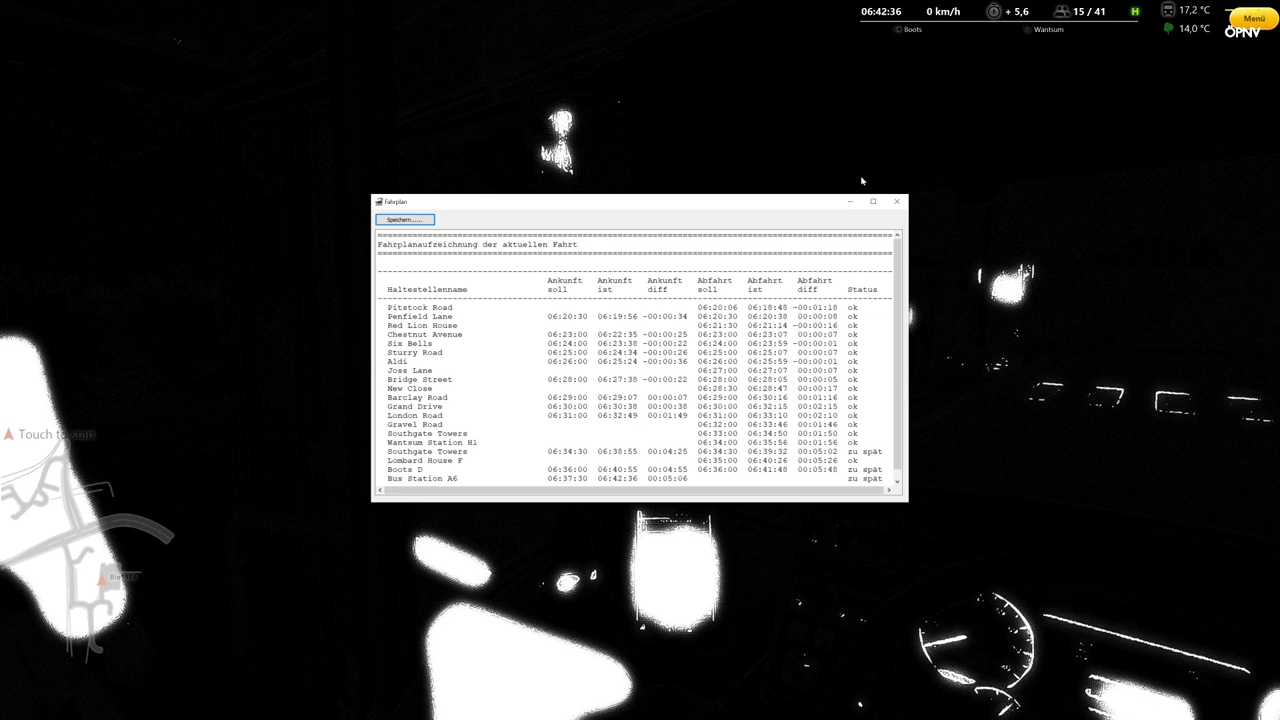 06:42:36 0 km/h + 5,6 15 / 41 H 17,2 °C Menü
Boots Wantsum 14,0 °C ÖPNV
Fahrplan
Speichern......
Fahrplanaufzeichnung der aktuellen Fahrt
Ankunft Ankunft Ankunft Abfahrt Abfahrt Abfahrt
Haltestellenname soll ist diff soll ist diff Status
Pitstock Road 06:20:06 06:18:48 -00:01:18 ok
Penfield Lane 06:20:30 06:19:56 -00:00:34 06:20:30 06:20:38 00:00:08 ok
Red Lion House 06:21:30 06:21:14 -00:00:16 ok
Chestnut Avenue 06:23:00 06:22:35 -00:00:25 06:23:00 06:23:07 00:00:07 ok
Six Bells 06:24:00 06:23:38 -00:00:22 06:24:00 06:23:59 -00:00:01 ok
Sturry Road 06:25:00 06:24:34 -00:00:26 06:25:00 06:25:07 00:00:07 ok
Aldi 06:26:00 06:25:24 -00:00:36 06:26:00 06:25:59 -00:00:01 ok
Joss Lane 06:27:00 06:27:07 00:00:07 ok
Bridge Street 06:28:00 06:27:38 -00:00:22 06:28:00 06:28:05 00:00:05 ok
New Close 06:28:30 06:28:47 00:00:17 ok
Barclay Road 06:29:00 06:29:07 00:00:07 06:29:00 06:30:16 00:01:16 ok
Grand Drive 06:30:00 06:30:38 00:00:38 06:30:00 06:32:15 00:02:15 ok
London Road 06:31:00 06:32:49 00:01:49 06:31:00 06:33:10 00:02:10 ok
Gravel Road 06:32:00 06:33:46 00:01:46 ok
Southgate Towers 06:33:00 06:34:50 00:01:50 ok
Wantsum Station H1 06:34:00 06:35:56 00:01:56 ok
Southgate Towers 06:34:30 06:38:55 00:04:25 06:34:30 06:39:32 00:05:02 zu spät
Lombard House F 06:35:00 06:40:26 00:05:26 ok
Boots D 06:36:00 06:40:55 00:04:55 06:36:00 06:41:48 00:05:48 zu spät
Bus Station A6 06:37:30 06:42:36 00:05:06 zu spät
Touch to start